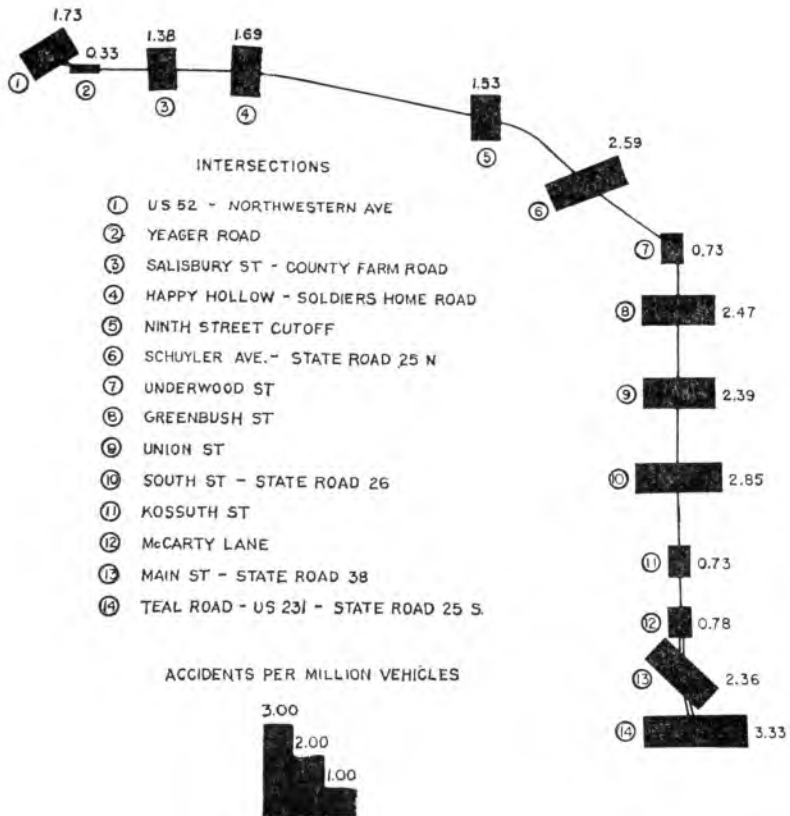 1.73
0.33
1.38
1.69
1.53
2.59
① ② ③ ④ ⑤ ⑥
⑦ 0.73
⑧ 2.47
⑨ 2.39
⑩ 2.85
⑪ 0.73
⑫ 0.78
⑬ 2.36
⑭ 3.33
INTERSECTIONS
① US 52 - NORTHWESTERN AVE
② YEAGER ROAD
③ SALISBURY ST - COUNTY FARM ROAD
④ HAPPY HOLLOW - SOLDIERS HOME ROAD
⑤ NINTH STREET CUTOFF
⑥ SCHUYLER AVE. - STATE ROAD 25 N
⑦ UNDERWOOD ST
⑧ GREENBUSH ST
⑨ UNION ST
⑩ SOUTH ST - STATE ROAD 26
⑪ KOSSUTH ST
⑫ McCARTY LANE
⑬ MAIN ST - STATE ROAD 38
⑭ TEAL ROAD - US 231 - STATE ROAD 25 S.
ACCIDENTS PER MILLION VEHICLES
3.00
2.00
1.00